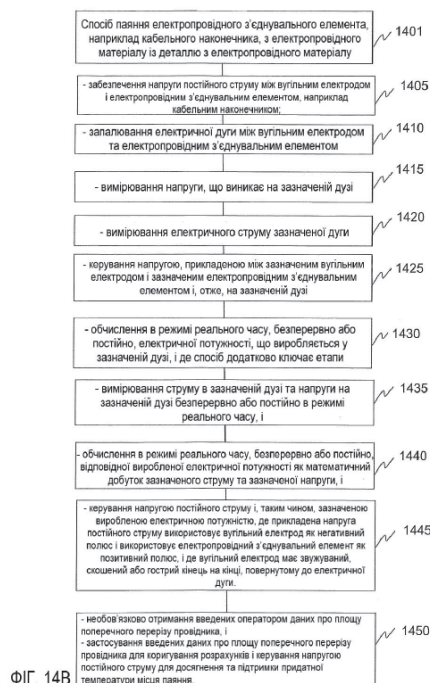 Спосіб паяння електропровідного з'єднувального елемента,
наприклад кабельного наконечника, з електропровідного
матеріалу із деталлю з електропровідного матеріалу
1401
- забезпечення напруги постійного струму між вугільним електродом
і електропровідним з'єднувальним елементом, наприклад
кабельним наконечником;
1405
- запалювання електричної дуги між вугільним електродом
та електропровідним з'єднувальним елементом
1410
- вимірювання напруги, що виникає на зазначеній дузі
1415
- вимірювання електричного струму зазначеної дуги
1420
- керування напругою, прикладеною між зазначеним вугільним
електродом і зазначеним електропровідним з'єднувальним
елементом і, отже, на зазначеній дузі
1425
- обчислення в режимі реального часу, безперервно або
постійно, електричної потужності, що виробляється у
зазначеній дузі, і де спосіб додатково ключає етапи
1430
- вимірювання струму в зазначеній дузі та напруги на
зазначеній дузі безперервно або постійно в режимі
реального часу, і
1435
- обчислення в режимі реального часу, безперервно або постійно,
відповідної виробленої електричної потужності як математичний
добуток зазначеного струму та зазначеної напруги, і
1440
- керування напругою постійного струму і, таким чином, зазначеною
виробленою електричною потужністю, де прикладена напруга
постійного струму використовує вугільний електрод як негативний
полюс і використовує електропровідний з'єднувальний елемент як
позитивний полюс, і де вугільний електрод має звужуваний,
скошений або гострий кінець на кінці, повернутому до електричної
дуги.
1445
- необов'язково отримання введених оператором даних про площу
поперечного перерізу провідника, і
- застосування введених даних про площу поперечного перерізу
провідника для коригування розрахунків і керування напругою
постійного струму для досягнення та підтримки придатної
температури місця паяння.
1450
ФІГ. 14В